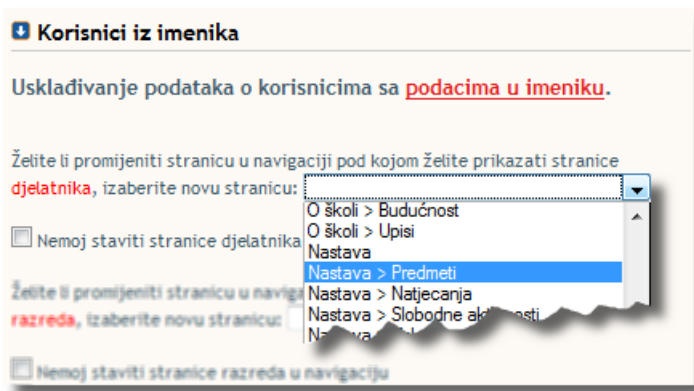 Korisnici iz imenika
Usklađivanje podataka o korisnicima sa podacima u imeniku.
Želite li promijeniti stranicu u navigaciji pod kojom želite prikazati stranice
djelatnika, izaberite novu stranicu:
O školi > Budućnost
O školi > Upisi
Nemoj staviti stranice djelatnika
Nastava
Nastava > Predmeti
Želite li promijeniti stranicu u
Nastava > Natjecanja
razreda, izaberite novu stranicu:
Nastava > Slobodne
Nemoj staviti stranice razreda u navigaciju